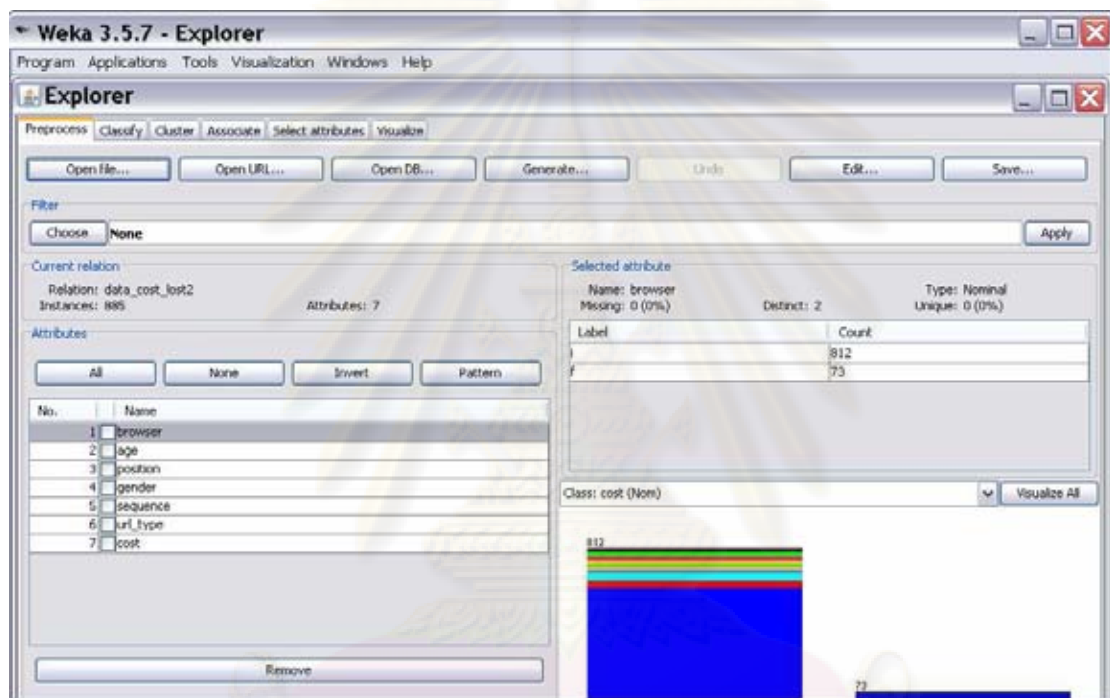 Weka 3.5.7 - Explorer
Program Applications Tools Visualization Windows Help
Explorer
Preprocess Classify Cluster Associate Select attributes Visualize
Open file... Open URL... Open DB... Generate... Undo Edit... Save...
Filter
Choose None Apply
Current relation
Relation: data_cost_lost2
Instances: 885 Attributes: 7
Selected attribute
Name: browser Type: Nominal
Missing: 0 (0%) Distinct: 2 Unique: 0 (0%)
Label Count
i 812
f 73
Attributes
All None Invert Pattern
No. Name
1 browser
2 age
3 position
4 gender
5 sequence
6 url_type
7 cost
Remove
Class: cost (Nom) Visualize All
812
73